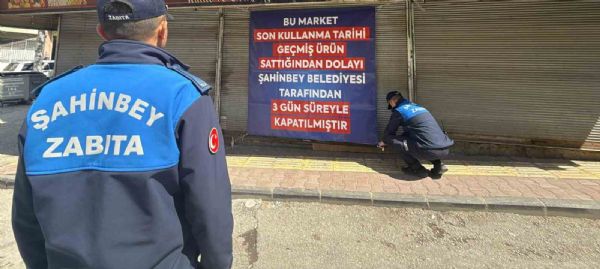 ZABITA
BU MARKET
SON KULLANMA TARİHİ
GEÇMİŞ ÜRÜN
SATTIĞINDAN DOLAYI
ŞAHİNBEY BELEDİYESİ
TARAFINDAN
3 GÜN SÜREYLE
KAPATILMIŞTIR
ŞAHİNBEY
ZABITA